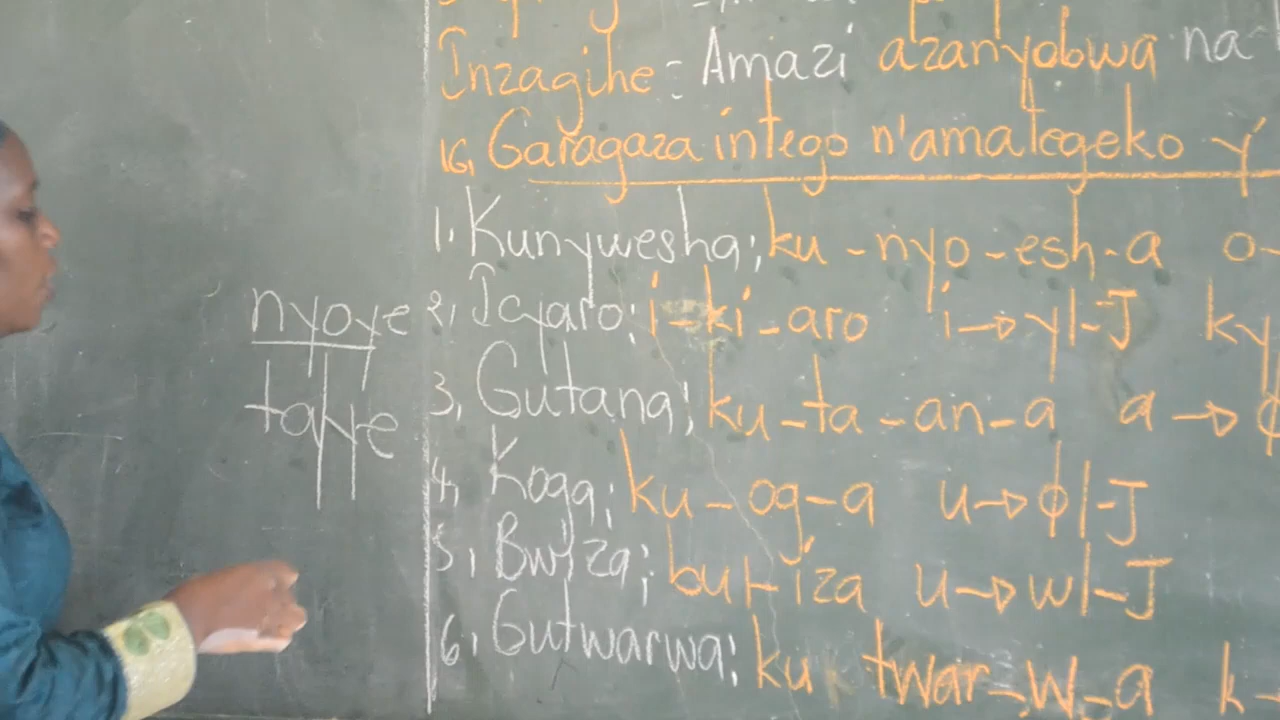 Inzagihe = Amazi azanyobwa na
16, Garagaza intego n'amategeko y'
1. Kunywesha; ku - nyo - esh - a o-
2, Icyaro; i - ki - aro i → y|-J ky
3, Gutana; ku - ta - an - a a → ϕ
4, Koga; ku - og - a u → ϕ|-J
5, Bwiza; bu - iza u → w|-J
6, Gutwarwa; ku twar - w - a k-
nyoye
taye